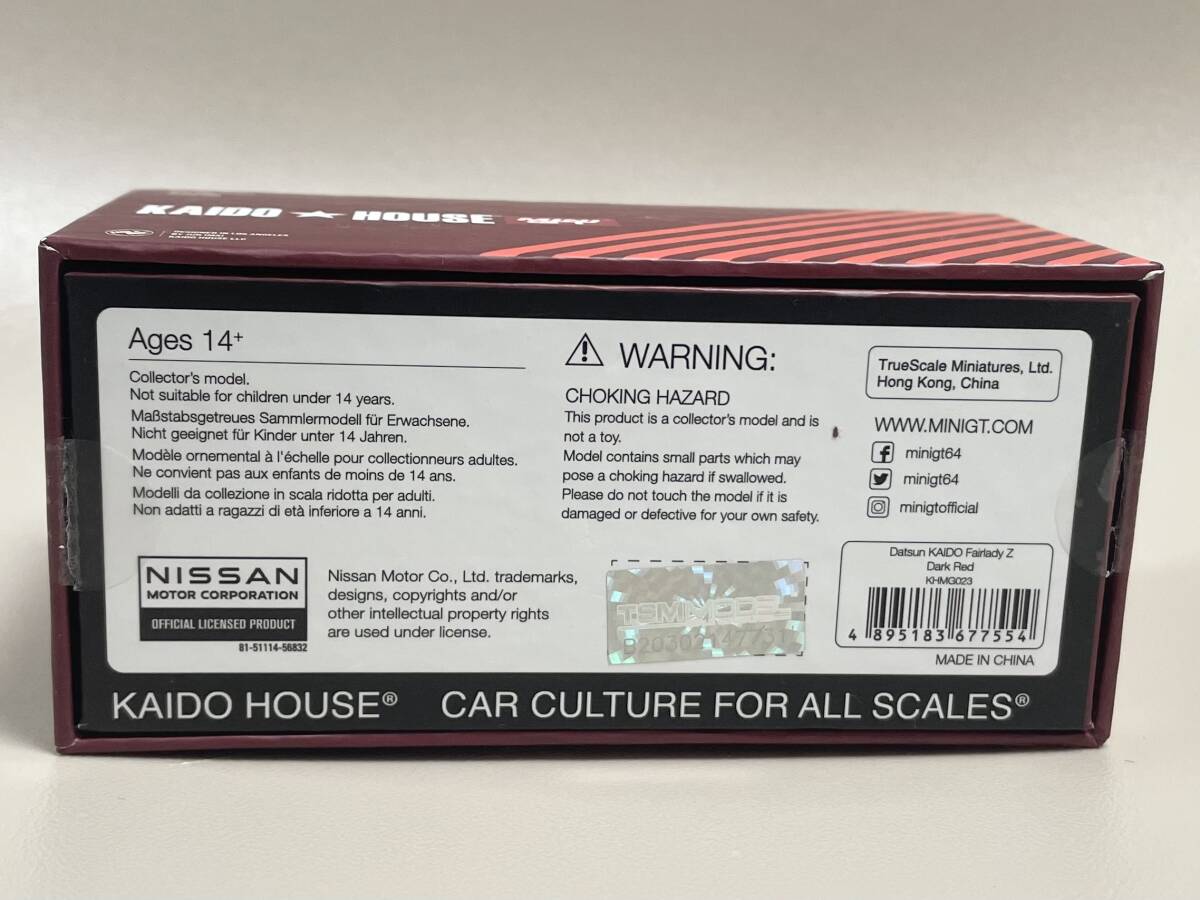 KAIDO ★ HOUSE
DESIGNED IN LOS ANGELES
KAIDO HOUSE LLC
Ages 14+
Collector's model.
Not suitable for children under 14 years.
Maßstabsgetreues Sammlermodell für Erwachsene.
Nicht geeignet für Kinder unter 14 Jahren.
Modèle ornemental à l'échelle pour collectionneurs adultes.
Ne convient pas aux enfants de moins de 14 ans.
Modelli da collezione in scala ridotta per adulti.
Non adatti a ragazzi di età inferiore a 14 anni.
NISSAN
MOTOR CORPORATION
OFFICIAL LICENSED PRODUCT
81-51114-56832
Nissan Motor Co., Ltd. trademarks,
designs, copyrights and/or
other intellectual property rights
are used under license.
WARNING:
CHOKING HAZARD
This product is a collector's model and is
not a toy.
Model contains small parts which may
pose a choking hazard if swallowed.
Please do not touch the model if it is
damaged or defective for your own safety.
TrueScale Miniatures, Ltd.
Hong Kong, China
WWW.MINIGT.COM
minigt64
minigt64
minigtofficial
Datsun KAIDO Fairlady Z
Dark Red
KHMG023
4 895183 677554
MADE IN CHINA
KAIDO HOUSE® CAR CULTURE FOR ALL SCALES®